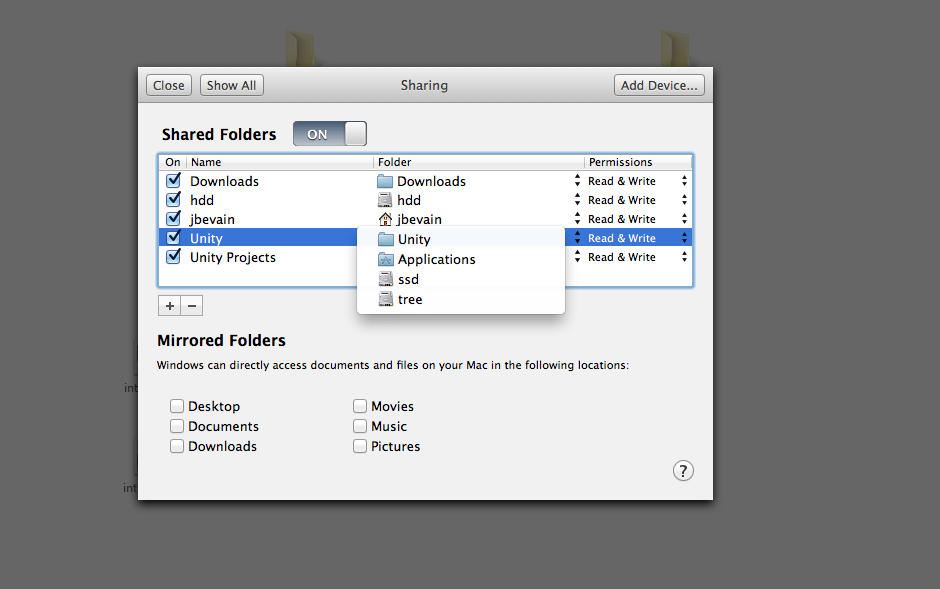 Close Show All Sharing Add Device...
Shared Folders ON
On Name Folder Permissions
Downloads Downloads Read & Write
hdd hdd Read & Write
jbevain jbevain Read & Write
Unity Unity Read & Write
Unity Projects Applications Read & Write
ssd
tree
+ −
Mirrored Folders
Windows can directly access documents and files on your Mac in the following locations:
Desktop Movies
Documents Music
Downloads Pictures
?
int
int